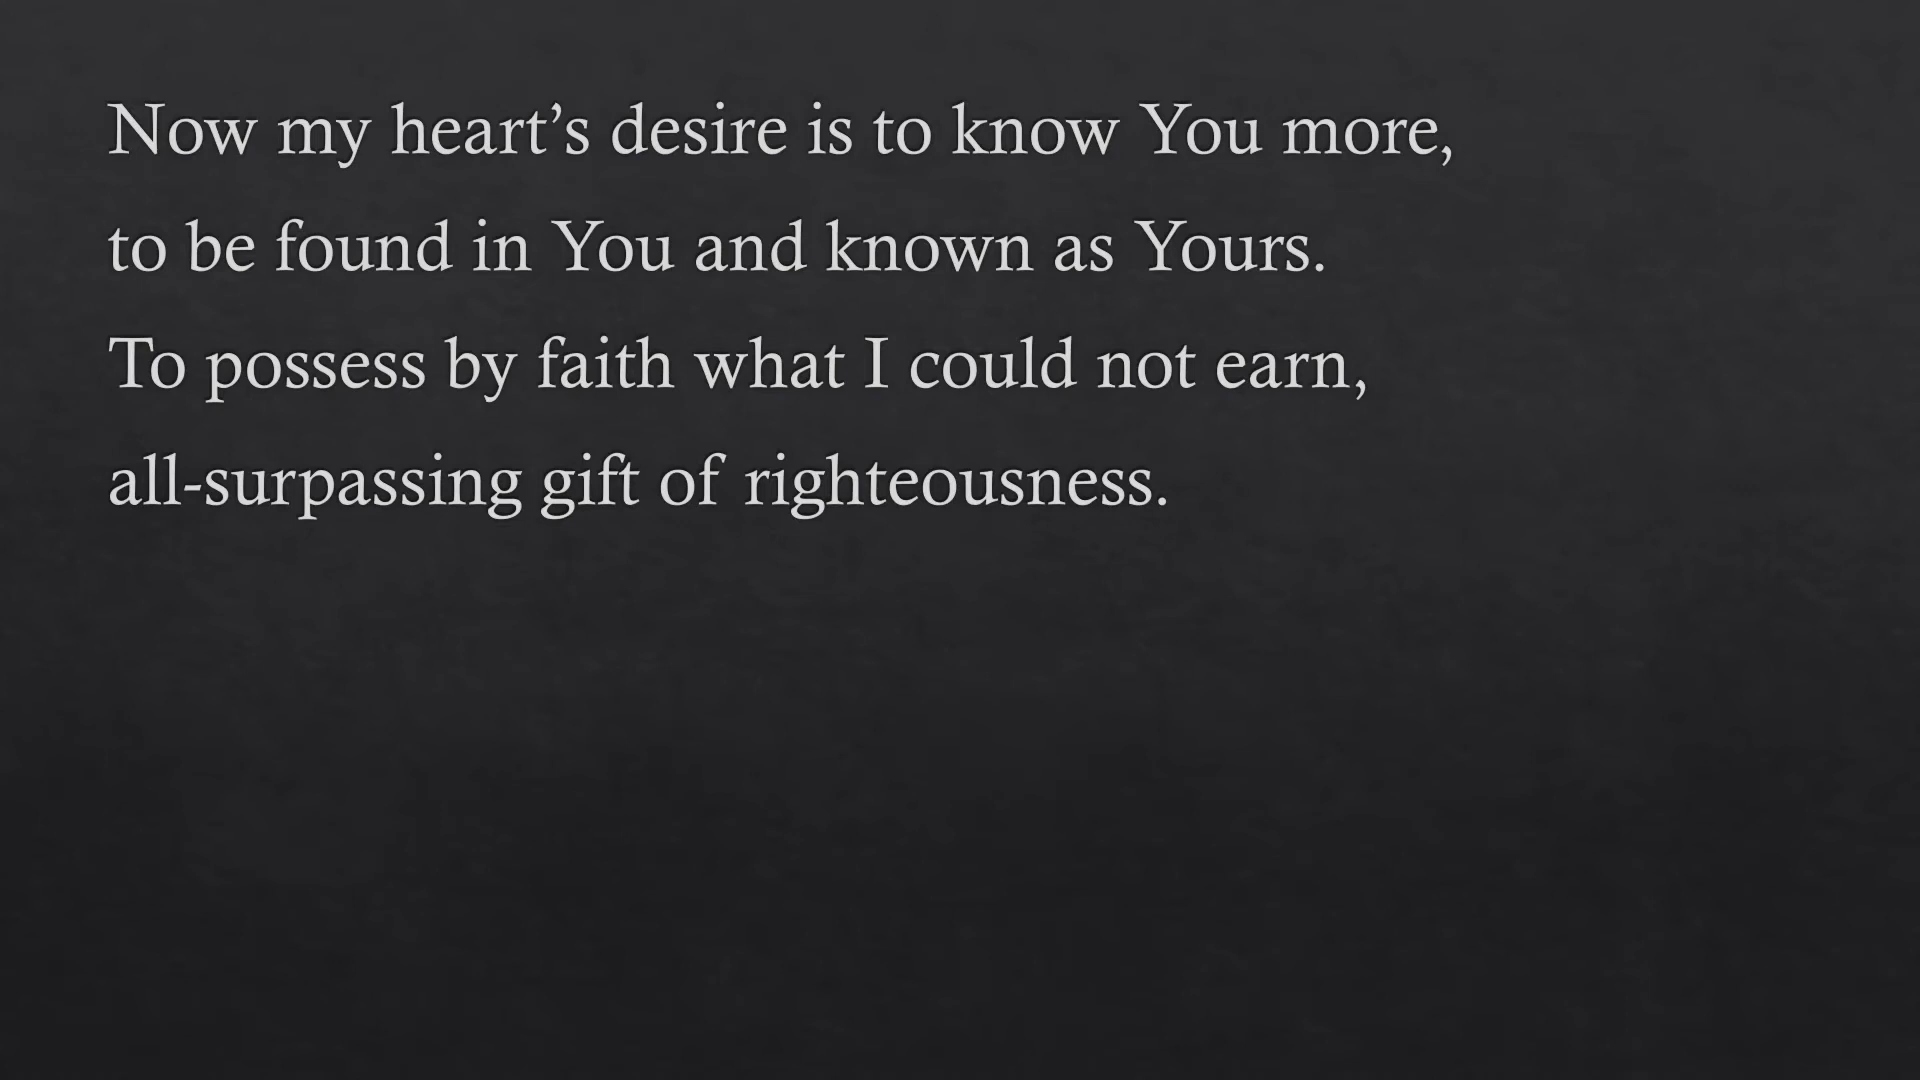 Now my heart’s desire is to know You more,
to be found in You and known as Yours.
To possess by faith what I could not earn,
all-surpassing gift of righteousness.